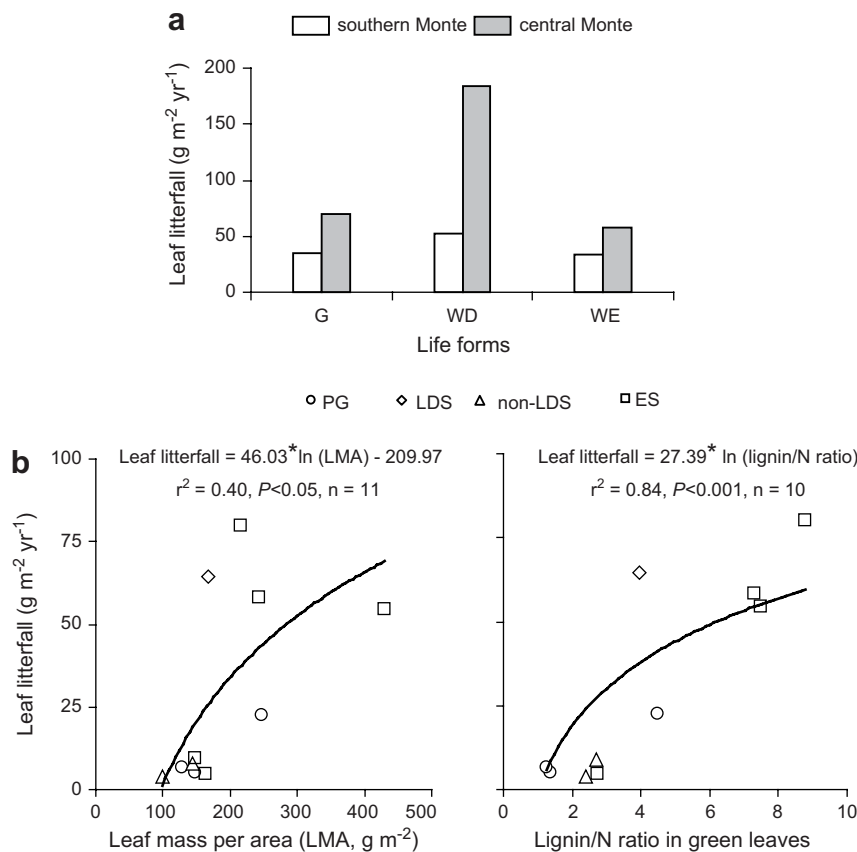 a
southern Monte central Monte
Leaf litterfall (g m⁻² yr⁻¹)
200
150
100
50
0
G WD WE
Life forms
PG LDS non-LDS ES
b
Leaf litterfall = 46.03* ln (LMA) - 209.97
r² = 0.40, P<0.05, n = 11
Leaf litterfall (g m⁻² yr⁻¹)
100
75
50
25
0
0 100 200 300 400 500
Leaf mass per area (LMA, g m⁻²)
Leaf litterfall = 27.39* ln (lignin/N ratio)
r² = 0.84, P<0.001, n = 10
0 2 4 6 8 10
Lignin/N ratio in green leaves